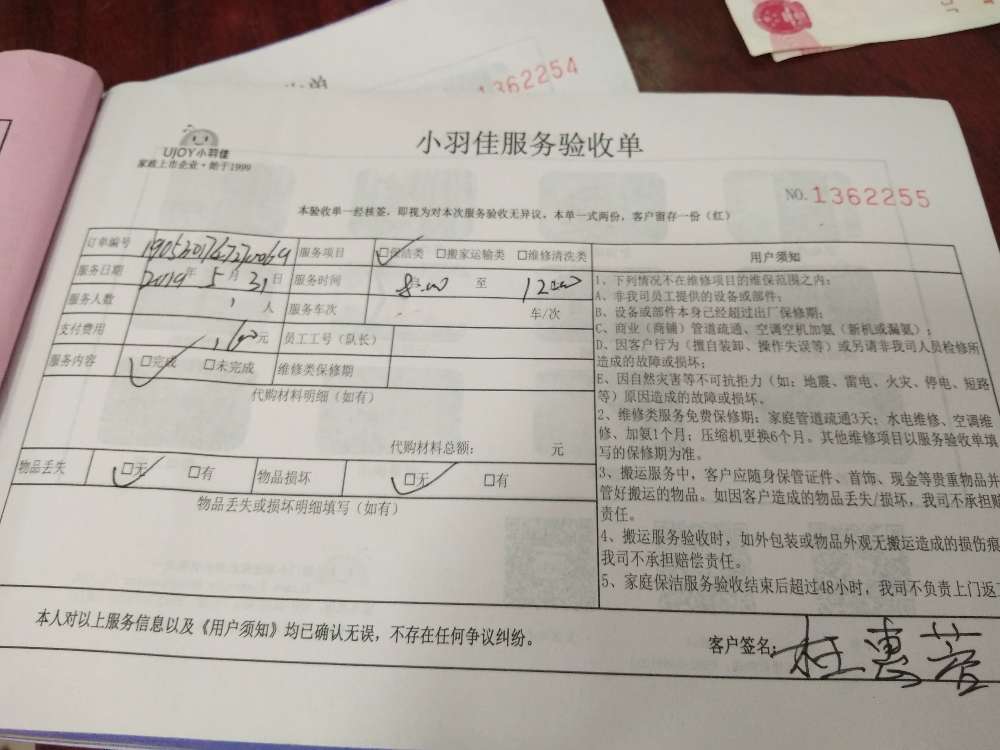 1362254
UJOY小羽佳
家政上市企业·始于1999
小羽佳服务验收单
NO.1362255
本验收单一经核签，即视为对本次服务验收无异议，本单一式两份，客户留存一份（红）
订单编号 服务项目 □保洁类 □搬家运输类 □维修清洗类
服务日期 2019年5月31日 服务时间 8:00 至 12:00
服务人数 1人 服务车次 车/次
支付费用 元 员工工号（队长）
服务内容 □完成 □未完成 维修类保修期
代购材料明细（如有）
代购材料总额： 元
物品丢失 □无 □有 物品损坏 □无 □有
物品丢失或损坏明细填写（如有）
用户须知
1、下列情况不在维修项目的维保范围之内：
A、非我司员工提供的设备或部件；
B、设备或部件本身已经超过出厂保修期；
C、商业（商铺）管道疏通、空调空机加氨（新机或漏氨）；
D、因客户行为（擅自装卸、操作失误等）或另请非我司人员检修所
造成的故障或损坏；
E、因自然灾害等不可抗拒力（如：地震、雷电、火灾、停电、短路
等）原因造成的故障或损坏。
2、维修类服务免费保修期：家庭管道疏通3天；水电维修、空调维
修、加氨1个月；压缩机更换6个月。其他维修项目以服务验收单填
写的保修期为准。
3、搬运服务中，客户应随身保管证件、首饰、现金等贵重物品并
管好搬运的物品。如因客户造成的物品丢失/损坏，我司不承担赔
责任。
4、搬运服务验收时，如外包装或物品外观无搬运造成的损伤痕
我司不承担赔偿责任。
5、家庭保洁服务验收结束后超过48小时，我司不负责上门返工
本人对以上服务信息以及《用户须知》均已确认无误，不存在任何争议纠纷。
客户签名：